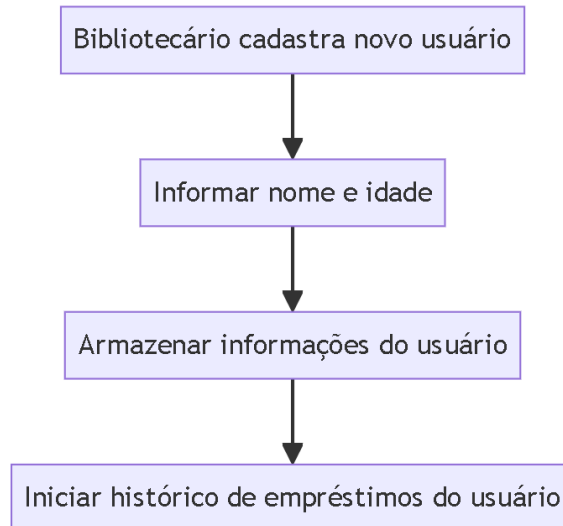 Bibliotecário cadastra novo usuário
Informar nome e idade
Armazenar informações do usuário
Iniciar histórico de empréstimos do usuário